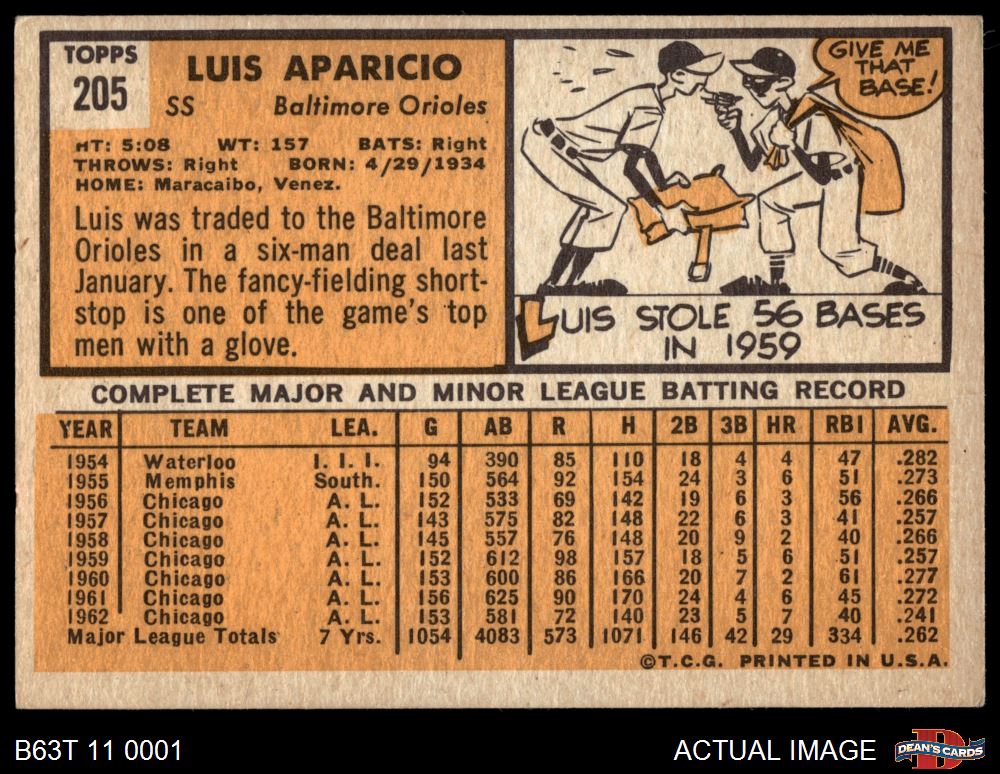 TOPPS
205
LUIS APARICIO
SS Baltimore Orioles
HT: 5:08 WT: 157 BATS: Right
THROWS: Right BORN: 4/29/1934
HOME: Maracaibo, Venez.
Luis was traded to the Baltimore
Orioles in a six-man deal last
January. The fancy-fielding short-
stop is one of the game's top
men with a glove.
GIVE ME
THAT
BASE!
LUIS STOLE 56 BASES
IN 1959
COMPLETE MAJOR AND MINOR LEAGUE BATTING RECORD
YEAR TEAM LEA. G AB R H 2B 3B HR RBI AVG.
1954 Waterloo I. I. I. 94 390 85 110 18 4 4 47 .282
1955 Memphis South. 150 564 92 154 24 3 6 51 .273
1956 Chicago A. L. 152 533 69 142 19 6 3 56 .266
1957 Chicago A. L. 143 575 82 148 22 6 3 41 .257
1958 Chicago A. L. 145 557 76 148 20 9 2 40 .266
1959 Chicago A. L. 152 612 98 157 18 5 6 51 .257
1960 Chicago A. L. 153 600 86 166 20 7 2 61 .277
1961 Chicago A. L. 156 625 90 170 24 4 6 45 .272
1962 Chicago A. L. 153 581 72 140 23 5 7 40 .241
Major League Totals 7 Yrs. 1054 4083 573 1071 146 42 29 334 .262
©T.C.G. PRINTED IN U.S.A.
B63T 11 0001
ACTUAL IMAGE
D
DEAN'S CARDS